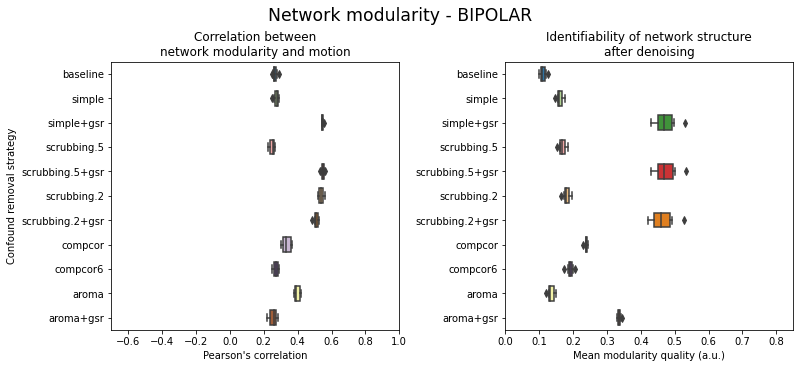 Network modularity - BIPOLAR
Correlation between
network modularity and motion
Confound removal strategy
baseline
simple
simple+gsr
scrubbing.5
scrubbing.5+gsr
scrubbing.2
scrubbing.2+gsr
compcor
compcor6
aroma
aroma+gsr
−0.6 −0.4 −0.2 0.0 0.2 0.4 0.6 0.8 1.0
Pearson's correlation
Identifiability of network structure
after denoising
baseline
simple
simple+gsr
scrubbing.5
scrubbing.5+gsr
scrubbing.2
scrubbing.2+gsr
compcor
compcor6
aroma
aroma+gsr
0.0 0.1 0.2 0.3 0.4 0.5 0.6 0.7 0.8
Mean modularity quality (a.u.)